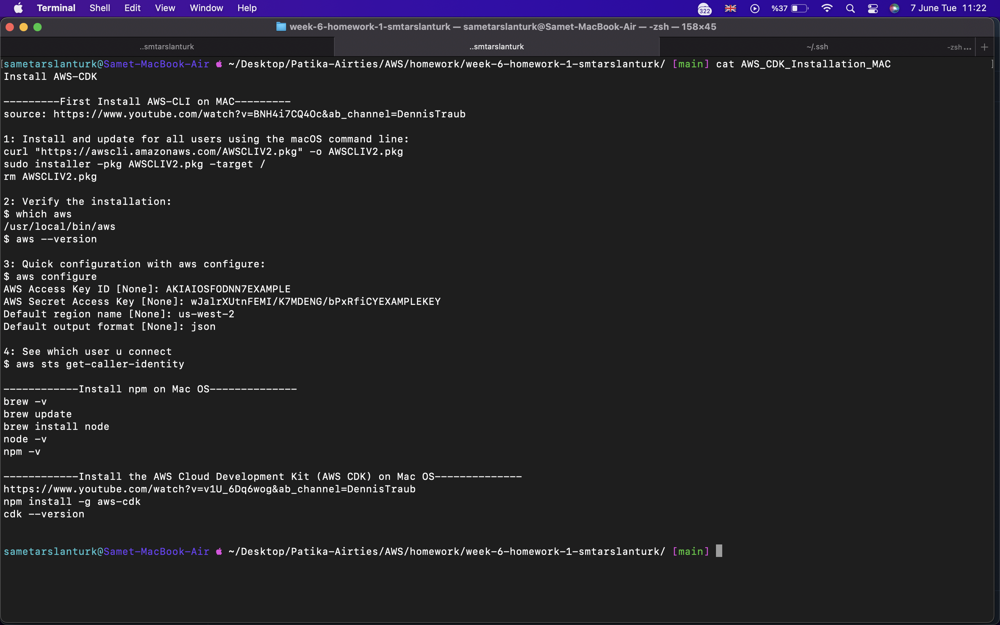 Terminal Shell Edit View Window Help 322 %37 7 June Tue 11:22
week-6-homework-1-smtarslanturk — sametarslanturk@Samet-MacBook-Air — -zsh — 158×45
..smtarslanturk ..smtarslanturk ~/.ssh -zsh ... +
[sametarslanturk@Samet-MacBook-Air ~/Desktop/Patika-Airties/AWS/homework/week-6-homework-1-smtarslanturk/ [main] cat AWS_CDK_Installation_MAC ]
Install AWS-CDK
---------First Install AWS-CLI on MAC---------
source: https://www.youtube.com/watch?v=BNH4i7CQ4Oc&ab_channel=DennisTraub
1: Install and update for all users using the macOS command line:
curl "https://awscli.amazonaws.com/AWSCLIV2.pkg" -o AWSCLIV2.pkg
sudo installer -pkg AWSCLIV2.pkg -target /
rm AWSCLIV2.pkg
2: Verify the installation:
$ which aws
/usr/local/bin/aws
$ aws --version
3: Quick configuration with aws configure:
$ aws configure
AWS Access Key ID [None]: AKIAIOSFODNN7EXAMPLE
AWS Secret Access Key [None]: wJalrXUtnFEMI/K7MDENG/bPxRfiCYEXAMPLEKEY
Default region name [None]: us-west-2
Default output format [None]: json
4: See which user u connect
$ aws sts get-caller-identity
------------Install npm on Mac OS--------------
brew -v
brew update
brew install node
node -v
npm -v
------------Install the AWS Cloud Development Kit (AWS CDK) on Mac OS--------------
https://www.youtube.com/watch?v=v1U_6Dq6wog&ab_channel=DennisTraub
npm install -g aws-cdk
cdk --version
sametarslanturk@Samet-MacBook-Air ~/Desktop/Patika-Airties/AWS/homework/week-6-homework-1-smtarslanturk/ [main]